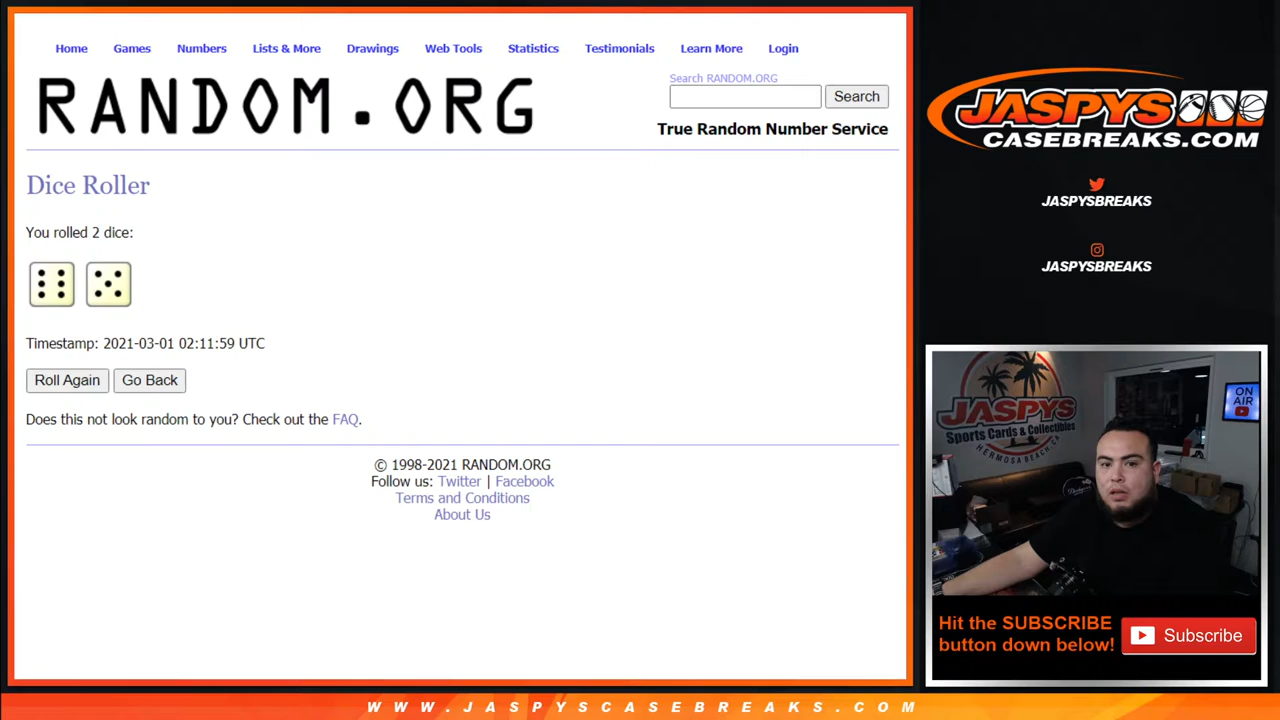 Home Games Numbers Lists & More Drawings Web Tools Statistics Testimonials Learn More Login
RANDOM.ORG
Search RANDOM.ORG
Search
True Random Number Service
Dice Roller
You rolled 2 dice:
Timestamp: 2021-03-01 02:11:59 UTC
Roll Again Go Back
Does this not look random to you? Check out the FAQ.
© 1998-2021 RANDOM.ORG
Follow us: Twitter | Facebook
Terms and Conditions
About Us
JASPYS
CASEBREAKS.COM
JASPYSBREAKS
JASPYSBREAKS
JASPYS
Sports Cards & Collectibles
HERMOSA BEACH, CA
ON
AIR
Hit the SUBSCRIBE
button down below!
Subscribe
WWW.JASPYSCASEBREAKS.COM